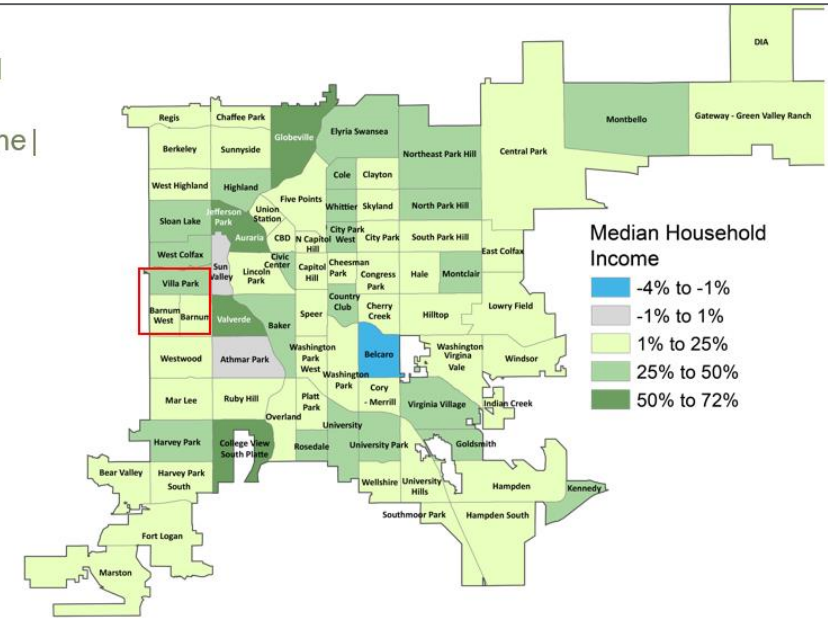 ne|
DIA
Regis
Chaffee Park
Globeville
Elyria Swansea
Montbello
Gateway - Green Valley Ranch
Berkeley
Sunnyside
Northeast Park Hill
Central Park
West Highland
Highland
Cole
Clayton
Five Points
Whittier
Skyland
North Park Hill
Sloan Lake
Jefferson
Park
Union
Station
Auraria
CBD
N Capitol
Hill
City Park
West
City Park
South Park Hill
East Colfax
West Colfax
Sun
Valley
Civic
Center
Lincoln
Park
Capitol
Hill
Cheesman
Park
Congress
Park
Hale
Montclair
Villa Park
Barnum
West
Barnum
Valverde
Baker
Speer
Country
Club
Cherry
Creek
Hilltop
Lowry Field
Westwood
Athmar Park
Washington
Park
West
Washington
Park
Belcaro
Washington
Virgina
Vale
Windsor
Mar Lee
Ruby Hill
Overland
Platt
Park
Cory
- Merrill
Virginia Village
Indian Creek
Harvey Park
College View
South Platte
Rosedale
University
University Park
Goldsmith
Bear Valley
Harvey Park
South
Wellshire
University
Hills
Hampden
Kennedy
Southmoor Park
Hampden South
Fort Logan
Marston
Median Household
Income
-4% to -1%
-1% to 1%
1% to 25%
25% to 50%
50% to 72%